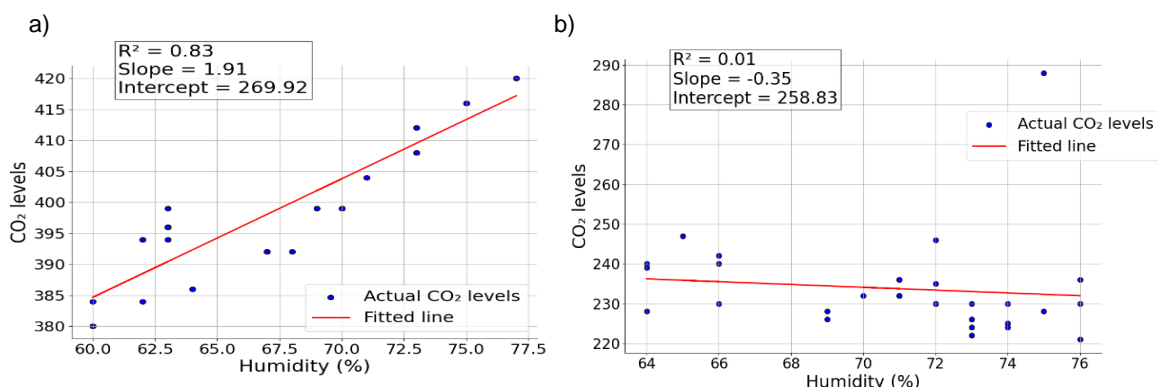 a)
R² = 0.83
Slope = 1.91
Intercept = 269.92
420
415
410
405
400
395
390
385
380
CO₂ levels
Actual CO₂ levels
Fitted line
60.0 62.5 65.0 67.5 70.0 72.5 75.0 77.5
Humidity (%)
b)
R² = 0.01
Slope = -0.35
Intercept = 258.83
290
280
270
260
250
240
230
220
CO₂ levels
Actual CO₂ levels
Fitted line
64 66 68 70 72 74 76
Humidity (%)